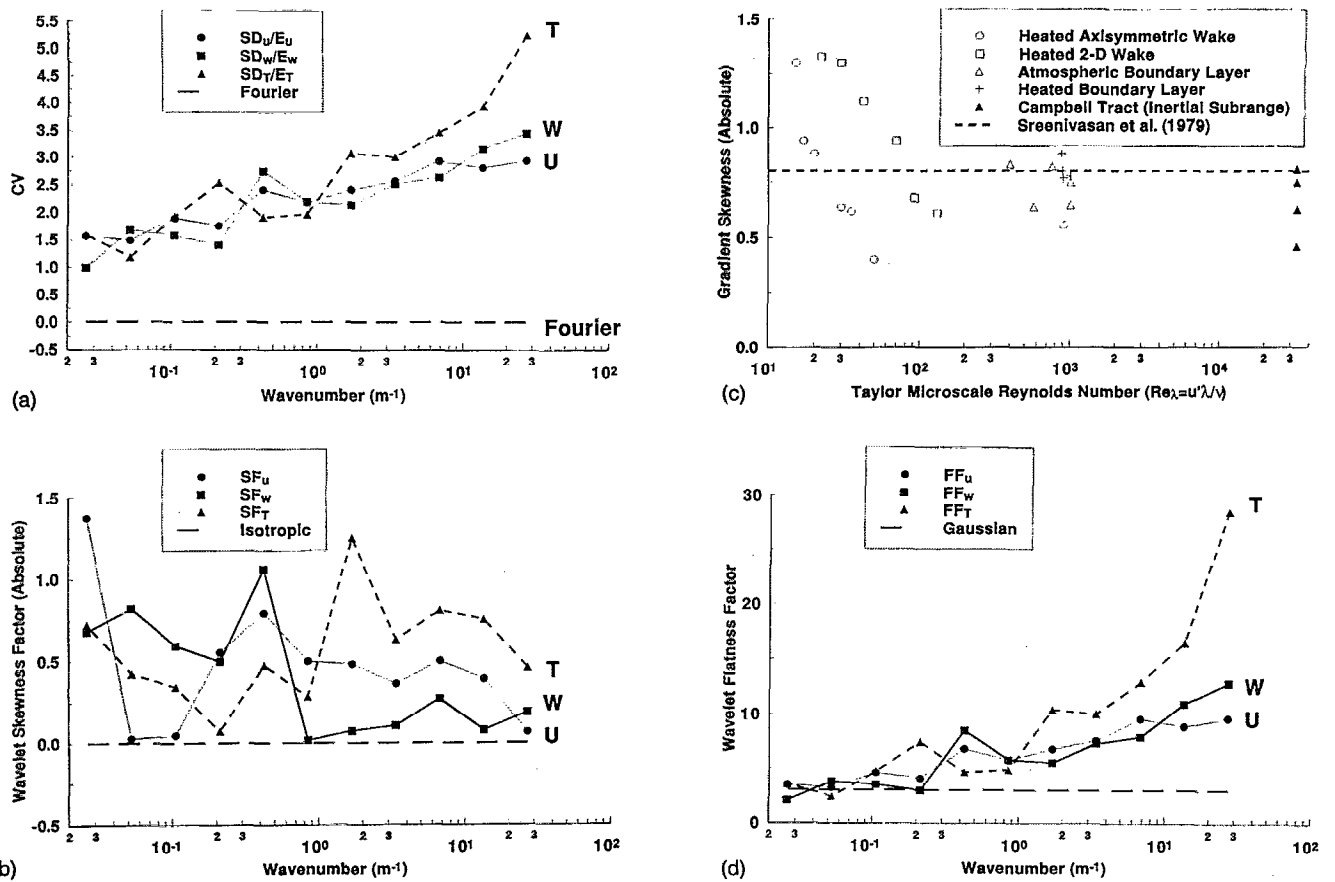 SDu/Eu
SDw/Ew
SDT/ET
Fourier
5.5
5.0
4.5
4.0
3.5
3.0
2.5
2.0
1.5
1.0
0.5
0.0
-0.5
CV
T
W
U
Fourier
2 3 10-1 2 3 100 2 3 101 2 3 102
Wavenumber (m-1)
(a)
Heated Axisymmetric Wake
Heated 2-D Wake
Atmospheric Boundary Layer
Heated Boundary Layer
Campbell Tract (Inertial Subrange)
Sreenivasan et al. (1979)
1.5
1.0
0.5
0.0
Gradient Skewness (Absolute)
101 2 3 102 2 3 103 2 3 104 2 3
Taylor Microscale Reynolds Number (Reλ=u'λ/ν)
(c)
SFu
SFw
SFT
Isotropic
1.5
1.0
0.5
0.0
-0.5
Wavelet Skewness Factor (Absolute)
T
W
U
2 3 10-1 2 3 100 2 3 101 2 3 102
Wavenumber (m-1)
b)
FFu
FFw
FFT
Gaussian
30
20
10
0
Wavelet Flatness Factor
T
W
U
2 3 10-1 2 3 100 2 3 101 2 3 102
Wavenumber (m-1)
(d)